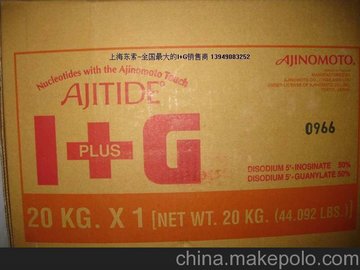 上海东素-全国最大的I+G销售商 13949083252
AJINOMOTO.
Nucleotides with the Ajinomoto Touch
AJITIDE
I+G
PLUS
0966
DISODIUM 5'-INOSINATE 50%
DISODIUM 5'-GUANYLATE 50%
20 KG. X 1 [NET WT. 20 KG. (44.092 LBS.)]
china.makepolo.com